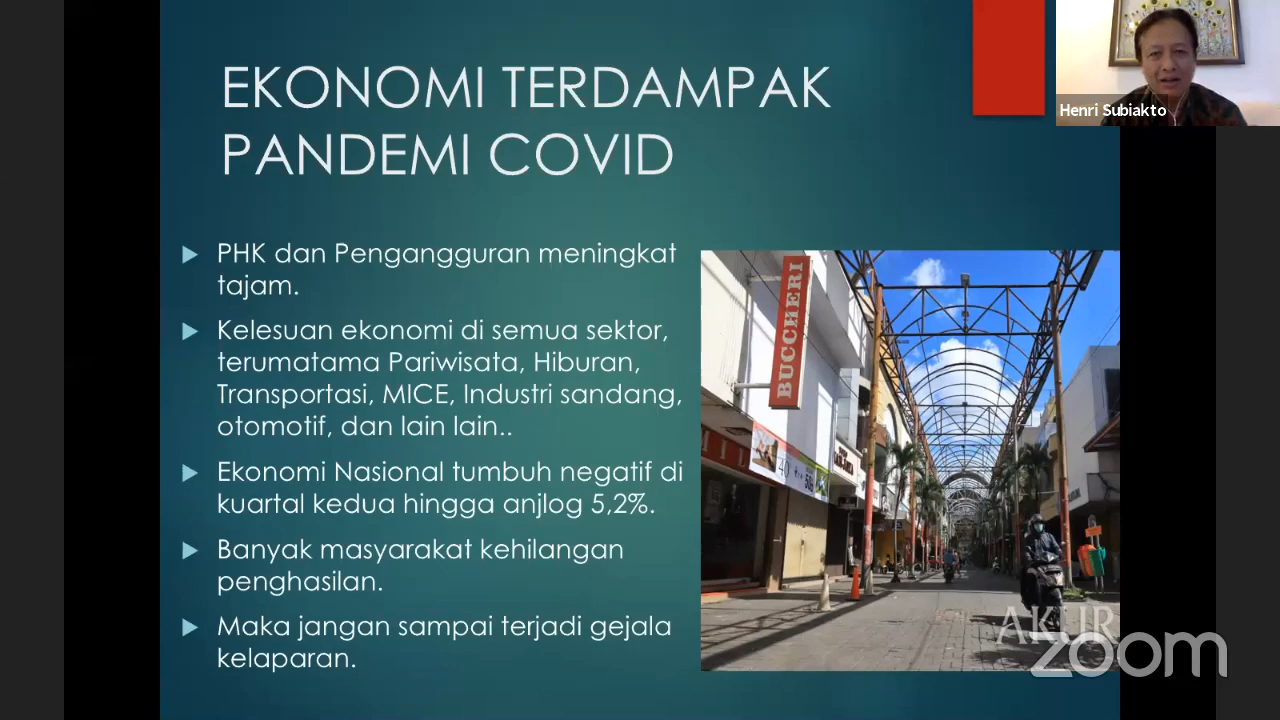 EKONOMI TERDAMPAK
PANDEMI COVID
Henri Subiakto
PHK dan Pengangguran meningkat
tajam.
Kelesuan ekonomi di semua sektor,
terumatama Pariwisata, Hiburan,
Transportasi, MICE, Industri sandang,
otomotif, dan lain lain..
Ekonomi Nasional tumbuh negatif di
kuartal kedua hingga anjlog 5,2%.
Banyak masyarakat kehilangan
penghasilan.
Maka jangan sampai terjadi gejala
kelaparan.
BUCCHERI
AKUR
zoom